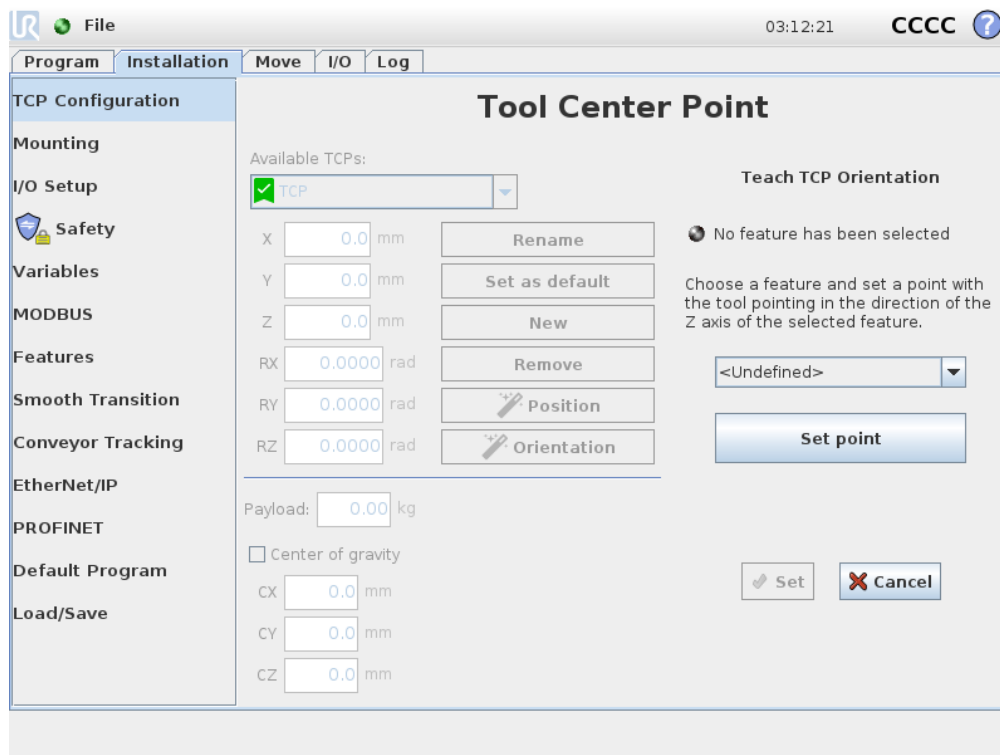 UR File 03:12:21 CCCC ?
Program Installation Move I/O Log
TCP Configuration
Mounting
I/O Setup
Safety
Variables
MODBUS
Features
Smooth Transition
Conveyor Tracking
EtherNet/IP
PROFINET
Default Program
Load/Save
Tool Center Point
Available TCPs:
TCP
X 0.0 mm Rename
Y 0.0 mm Set as default
Z 0.0 mm New
RX 0.0000 rad Remove
RY 0.0000 rad Position
RZ 0.0000 rad Orientation
Payload: 0.00 kg
Center of gravity
CX 0.0 mm
CY 0.0 mm
CZ 0.0 mm
Teach TCP Orientation
No feature has been selected
Choose a feature and set a point with
the tool pointing in the direction of the
Z axis of the selected feature.
<Undefined>
Set point
Set Cancel